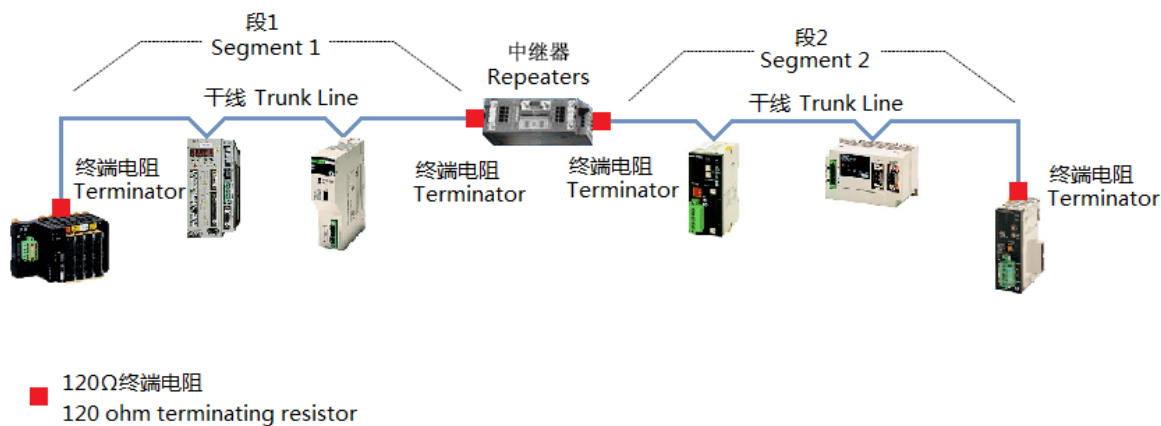 段1
Segment 1
中继器
Repeaters
段2
Segment 2
干线 Trunk Line
干线 Trunk Line
终端电阻
Terminator
终端电阻
Terminator
终端电阻
Terminator
终端电阻
Terminator
120Ω终端电阻
120 ohm terminating resistor